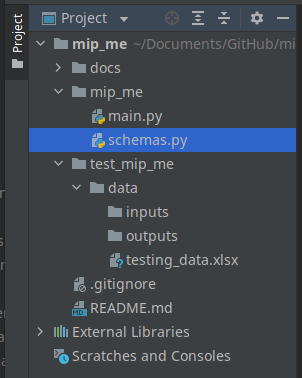 Project
Project
mip_me ~/Documents/GitHub/mi
docs
mip_me
main.py
schemas.py
test_mip_me
data
inputs
outputs
testing_data.xlsx
.gitignore
MD README.md
External Libraries
Scratches and Consoles